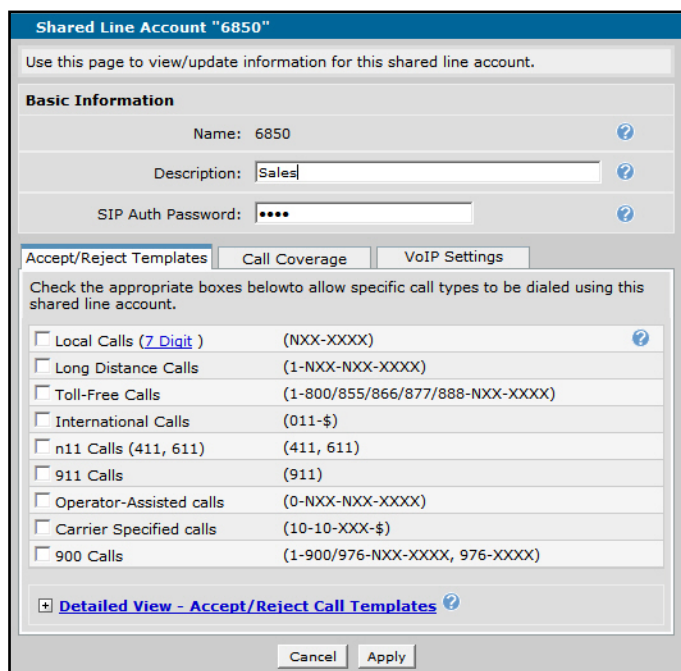 Shared Line Account "6850"
Use this page to view/update information for this shared line account.
Basic Information
Name: 6850 ?
Description: Sales ?
SIP Auth Password: •••• ?
Accept/Reject Templates Call Coverage VoIP Settings
Check the appropriate boxes belowto allow specific call types to be dialed using this
shared line account.
Local Calls (7 Digit ) (NXX-XXXX) ?
Long Distance Calls (1-NXX-NXX-XXXX)
Toll-Free Calls (1-800/855/866/877/888-NXX-XXXX)
International Calls (011-$)
n11 Calls (411, 611) (411, 611)
911 Calls (911)
Operator-Assisted calls (0-NXX-NXX-XXXX)
Carrier Specified calls (10-10-XXX-$)
900 Calls (1-900/976-NXX-XXXX, 976-XXXX)
+ Detailed View - Accept/Reject Call Templates ?
Cancel Apply